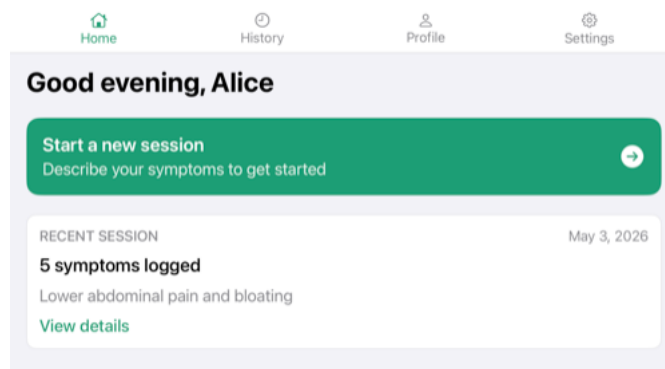 Home
History
Profile
Settings
Good evening, Alice
Start a new session
Describe your symptoms to get started
RECENT SESSION
May 3, 2026
5 symptoms logged
Lower abdominal pain and bloating
View details